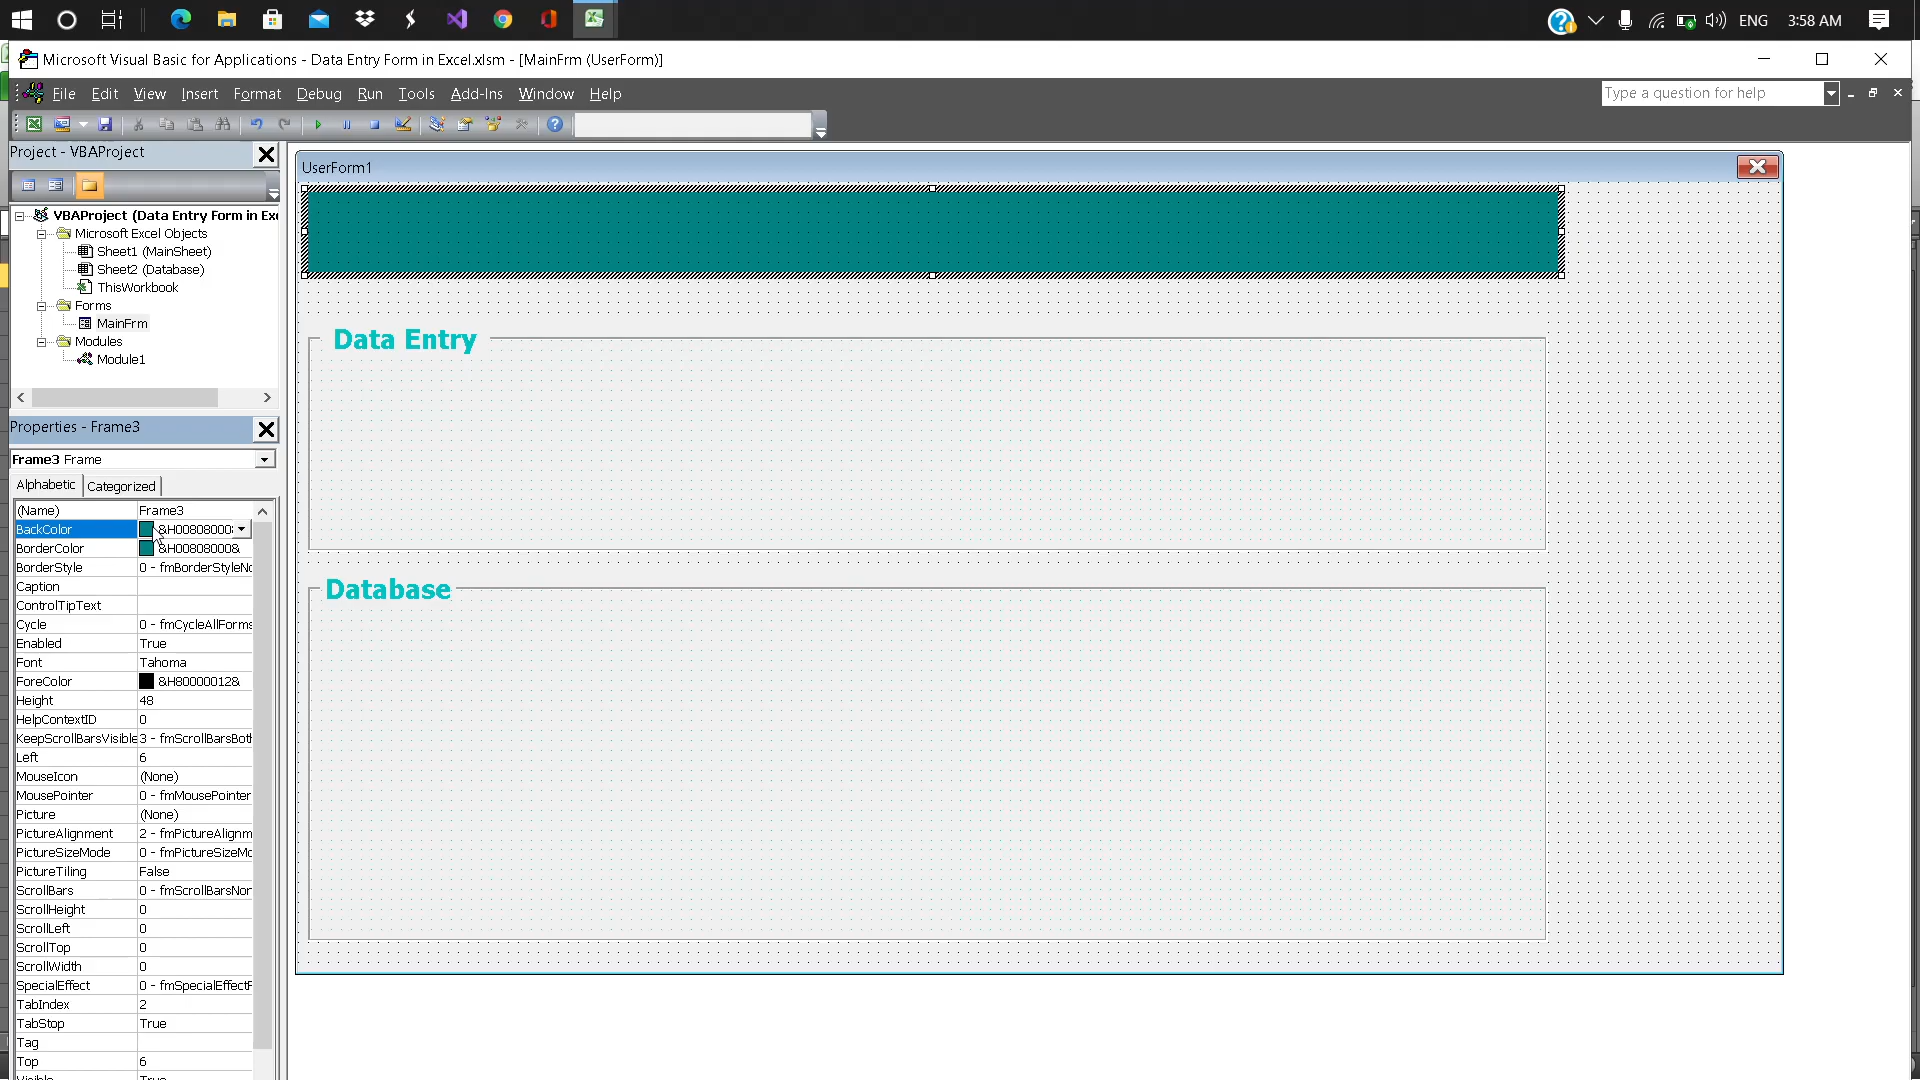 ENG 3:58 AM
Microsoft Visual Basic for Applications - Data Entry Form in Excel.xlsm - [MainFrm (UserForm)]
File Edit View Insert Format Debug Run Tools Add-Ins Window Help
Type a question for help
Project - VBAProject
VBAProject (Data Entry Form in Exc
Microsoft Excel Objects
Sheet1 (MainSheet)
Sheet2 (Database)
ThisWorkbook
Forms
MainFrm
Modules
Module1
Properties - Frame3
Frame3 Frame
Alphabetic Categorized
(Name) Frame3
BackColor &H00808000
BorderColor &H00808000&
BorderStyle 0 - fmBorderStyleNo
Caption
ControlTipText
Cycle 0 - fmCycleAllForms
Enabled True
Font Tahoma
ForeColor &H80000012&
Height 48
HelpContextID 0
KeepScrollBarsVisible 3 - fmScrollBarsBoth
Left 6
MouseIcon (None)
MousePointer 0 - fmMousePointer
Picture (None)
PictureAlignment 2 - fmPictureAlignm
PictureSizeMode 0 - fmPictureSizeMo
PictureTiling False
ScrollBars 0 - fmScrollBarsNon
ScrollHeight 0
ScrollLeft 0
ScrollTop 0
ScrollWidth 0
SpecialEffect 0 - fmSpecialEffectF
TabIndex 2
TabStop True
Tag
Top 6
Visible True
UserForm1
Data Entry
Database